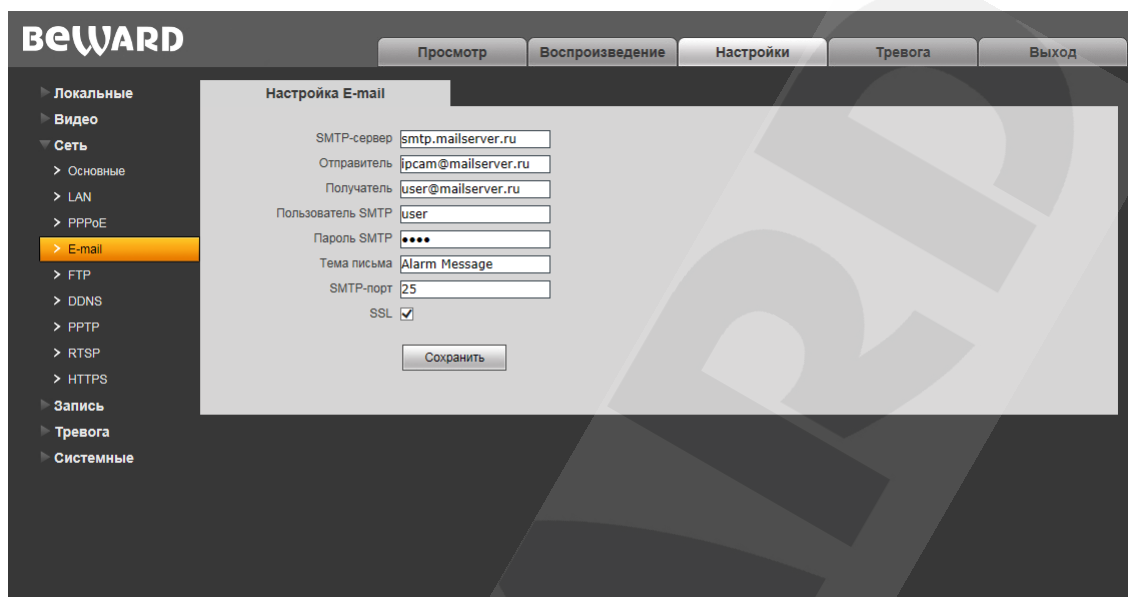 BEWARD
Просмотр
Воспроизведение
Настройки
Тревога
Выход
Локальные
Видео
Сеть
Основные
LAN
PPPoE
E-mail
FTP
DDNS
PPTP
RTSP
HTTPS
Запись
Тревога
Системные
Настройка E-mail
SMTP-сервер smtp.mailserver.ru
Отправитель ipcam@mailserver.ru
Получатель user@mailserver.ru
Пользователь SMTP user
Пароль SMTP ••••
Тема письма Alarm Message
SMTP-порт 25
SSL
Сохранить